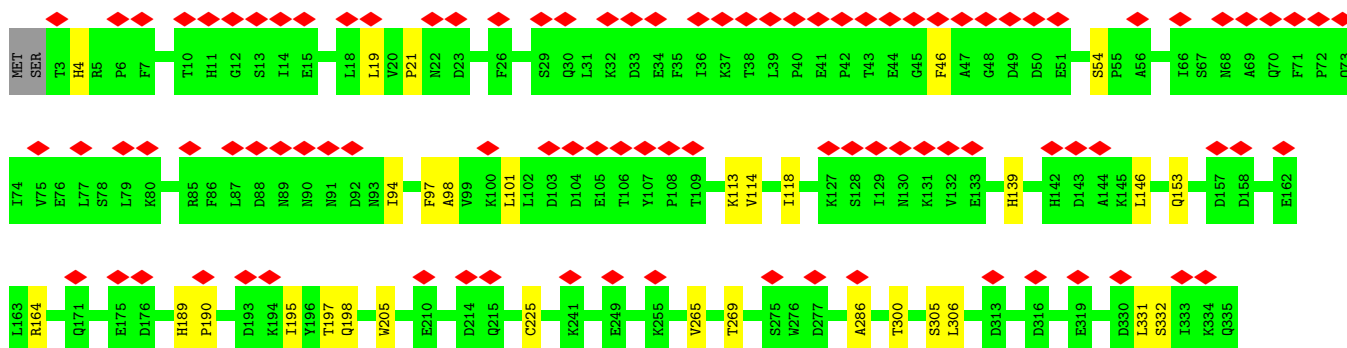 MET SER T3 H4 R5 P6 F7 T10 H11 G12 S13 I14 E15 L18 L19 V20 P21 N22 D23 F26 S29 Q30 L31 K32 D33 E34 F35 I36 K37 T38 L39 P40 E41 P42 T43 E44 G45 F46 A47 G48 D49 D50 E51 S54 P55 A56 I66 S67 N68 A69 Q70 F71 P72 Q73
I74 V75 E76 L77 S78 L79 K80 R85 F86 L87 D88 N89 N90 N91 D92 N93 I94 F97 A98 V99 K100 L101 L102 D103 D104 E105 T106 Y107 P108 T109 K113 V114 I118 K127 S128 I129 N130 K131 V132 E133 H139 H142 D143 A144 K145 L146 Q153 D157 D158 E162
L163 R164 Q171 E175 D176 H189 P190 D193 K194 I195 Y196 T197 Q198 W205 E210 D214 Q215 C225 K241 E249 K255 V265 T269 S275 W276 D277 A286 T300 S305 L306 D313 D316 E319 D330 L331 S332 I333 K334 Q335